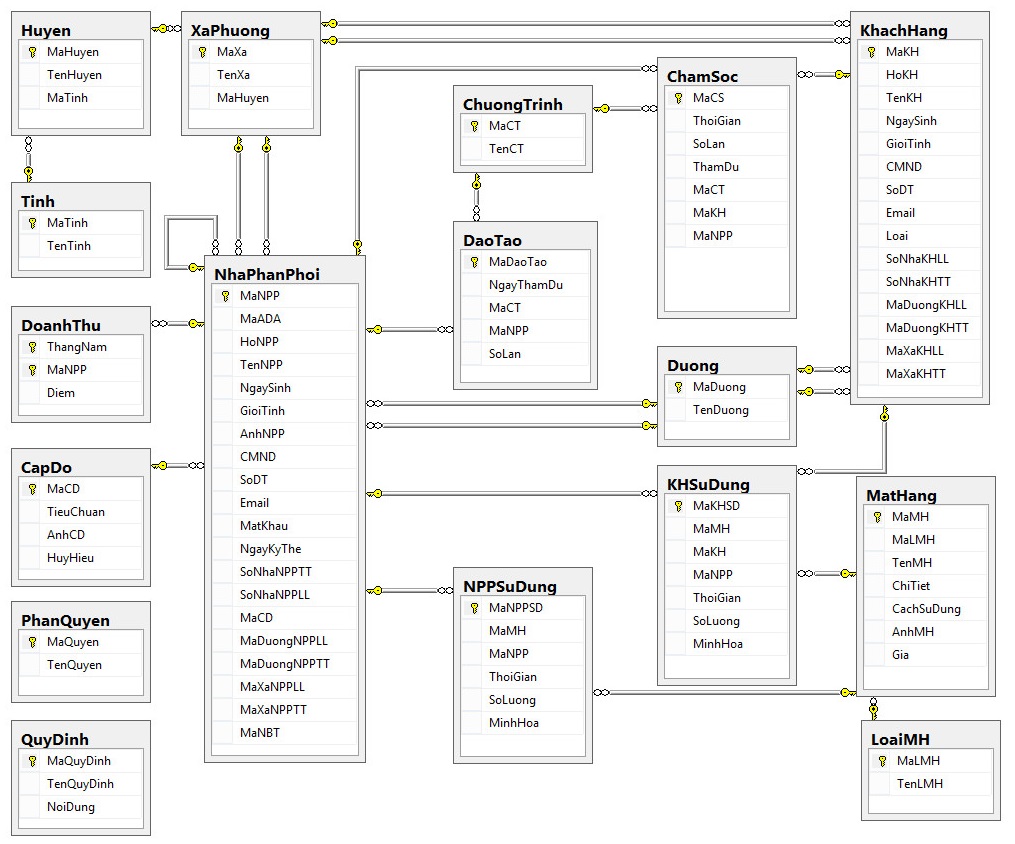 Huyen
MaHuyen
TenHuyen
MaTinh
XaPhuong
MaXa
TenXa
MaHuyen
KhachHang
MaKH
HoKH
TenKH
NgaySinh
GioiTinh
CMND
SoDT
Email
Loai
SoNhaKHLL
SoNhaKHTT
MaDuongKHLL
MaDuongKHTT
MaXaKHLL
MaXaKHTT
ChamSoc
MaCS
ThoiGian
SoLan
ThamDu
MaCT
MaKH
MaNPP
ChuongTrinh
MaCT
TenCT
Tinh
MaTinh
TenTinh
DaoTao
MaDaoTao
NgayThamDu
MaCT
MaNPP
SoLan
NhaPhanPhoi
MaNPP
MaADA
HoNPP
TenNPP
NgaySinh
GioiTinh
AnhNPP
CMND
SoDT
Email
MatKhau
NgayKyThe
SoNhaNPPTT
SoNhaNPPLL
MaCD
MaDuongNPPLL
MaDuongNPPTT
MaXaNPPLL
MaXaNPPTT
MaNBT
DoanhThu
ThangNam
MaNPP
Diem
Duong
MaDuong
TenDuong
CapDo
MaCD
TieuChuan
AnhCD
HuyHieu
KHSuDung
MaKHSD
MaMH
MaKH
MaNPP
ThoiGian
SoLuong
MinhHoa
MatHang
MaMH
MaLMH
TenMH
ChiTiet
CachSuDung
AnhMH
Gia
NPPSuDung
MaNPPSD
MaMH
MaNPP
ThoiGian
SoLuong
MinhHoa
PhanQuyen
MaQuyen
TenQuyen
QuyDinh
MaQuyDinh
TenQuyDinh
NoiDung
LoaiMH
MaLMH
TenLMH